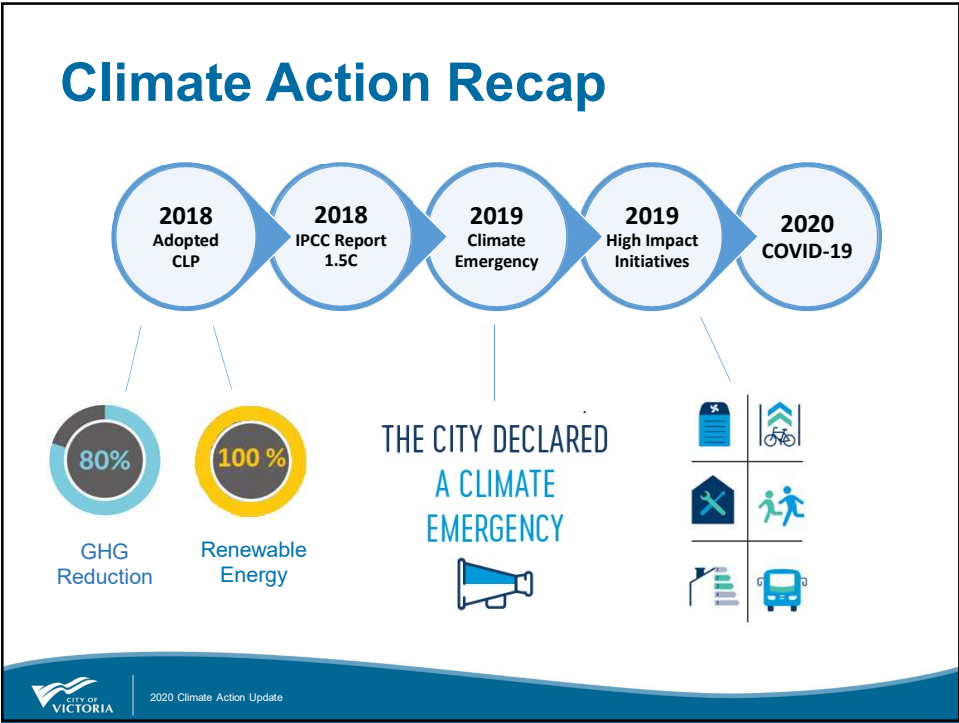 Climate Action Recap
2018
Adopted
CLP
2018
IPCC Report
1.5C
2019
Climate
Emergency
2019
High Impact
Initiatives
2020
COVID-19
80%
100 %
GHG
Reduction
Renewable
Energy
THE CITY DECLARED
A CLIMATE
EMERGENCY
CITY OF
VICTORIA
2020 Climate Action Update